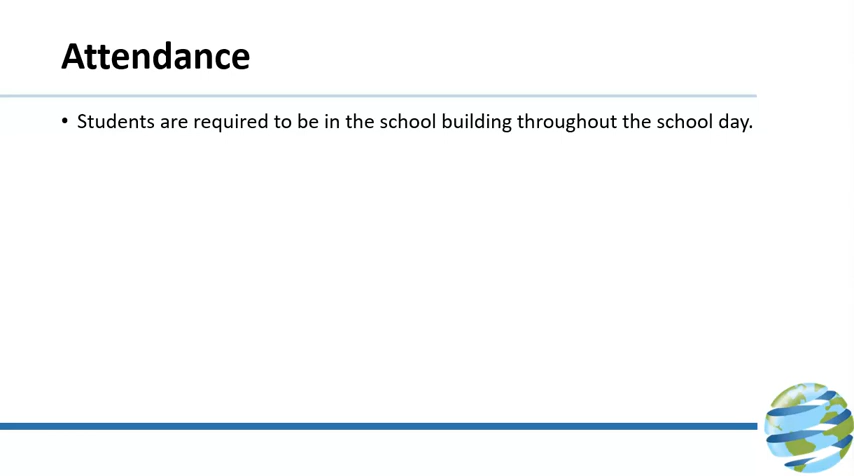 Attendance
• Students are required to be in the school building throughout the school day.